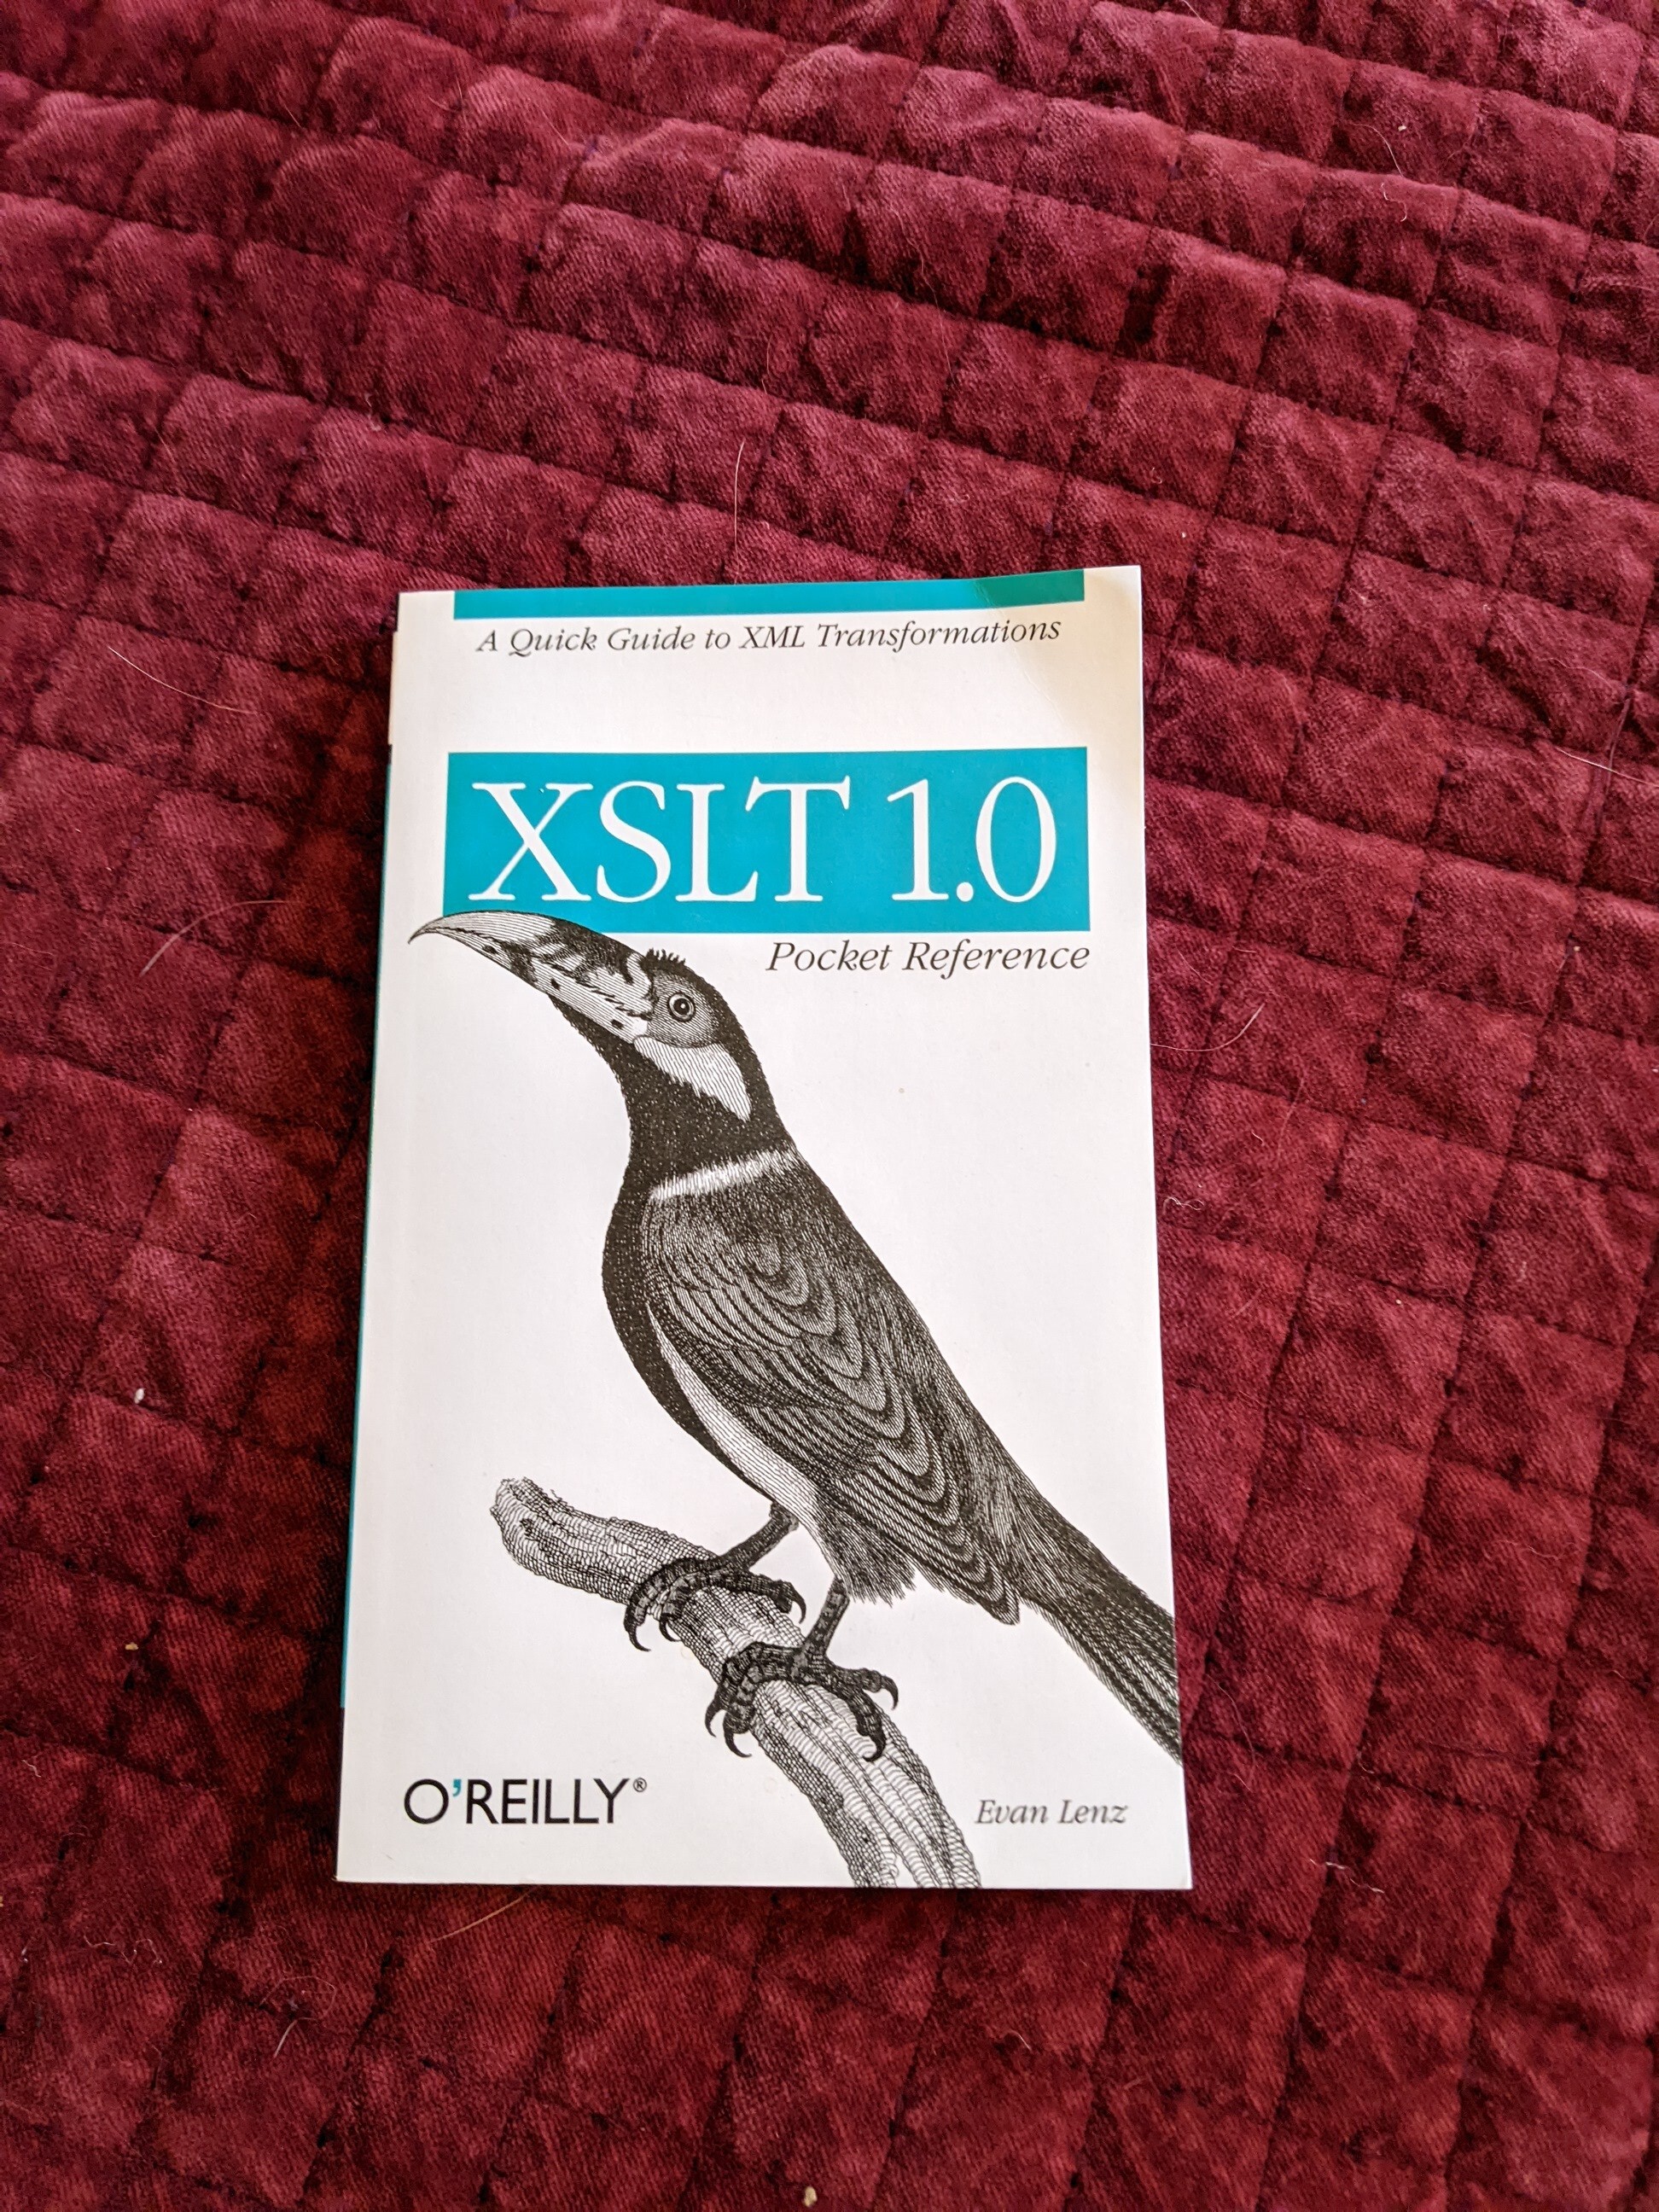 A Quick Guide to XML Transformations
XSLT 1.0
Pocket Reference
O'REILLY®
Evan Lenz